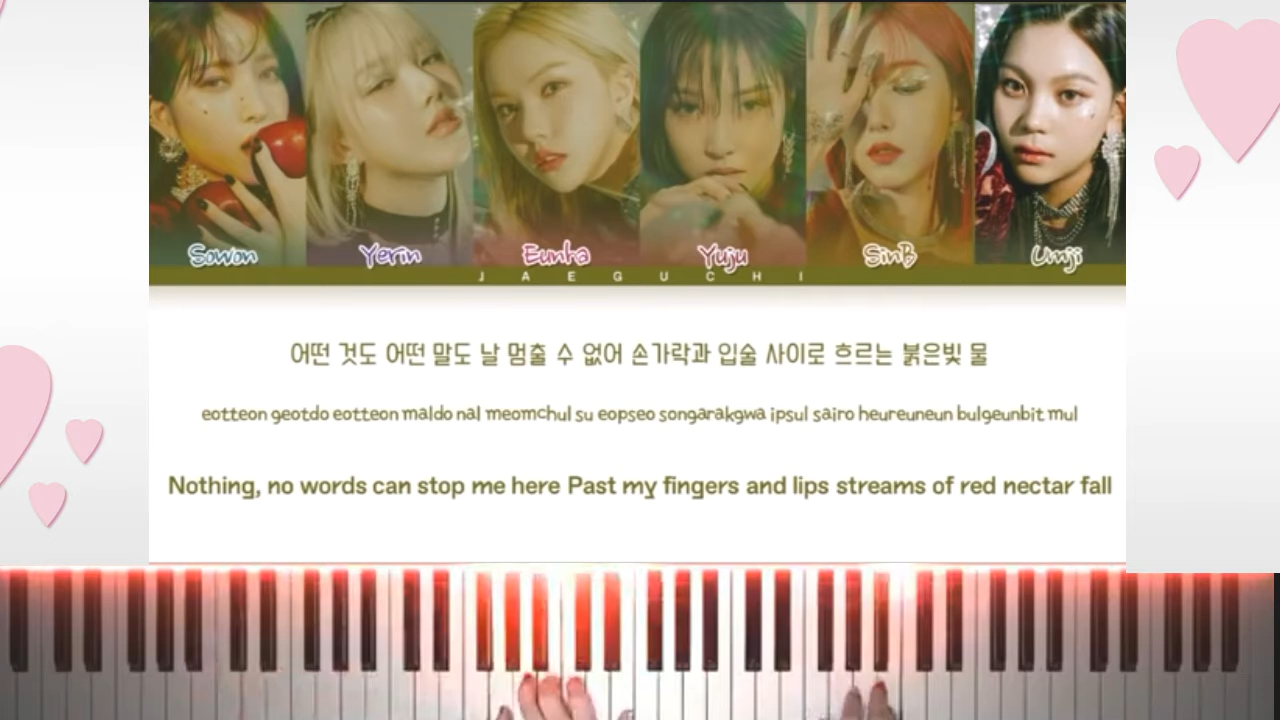 Sowon Yerin Eunha Yuju SinB Umji
JAEGUCHI
어떤 것도 어떤 말도 날 멈출 수 없어 손가락과 입술 사이로 흐르는 붉은빛 물
eotteon geotdo eotteon maldo nal meomchul su eopseo songarakgwa ipsul sairo heureuneun bulgeunbit mul
Nothing, no words can stop me here Past my fingers and lips streams of red nectar fall